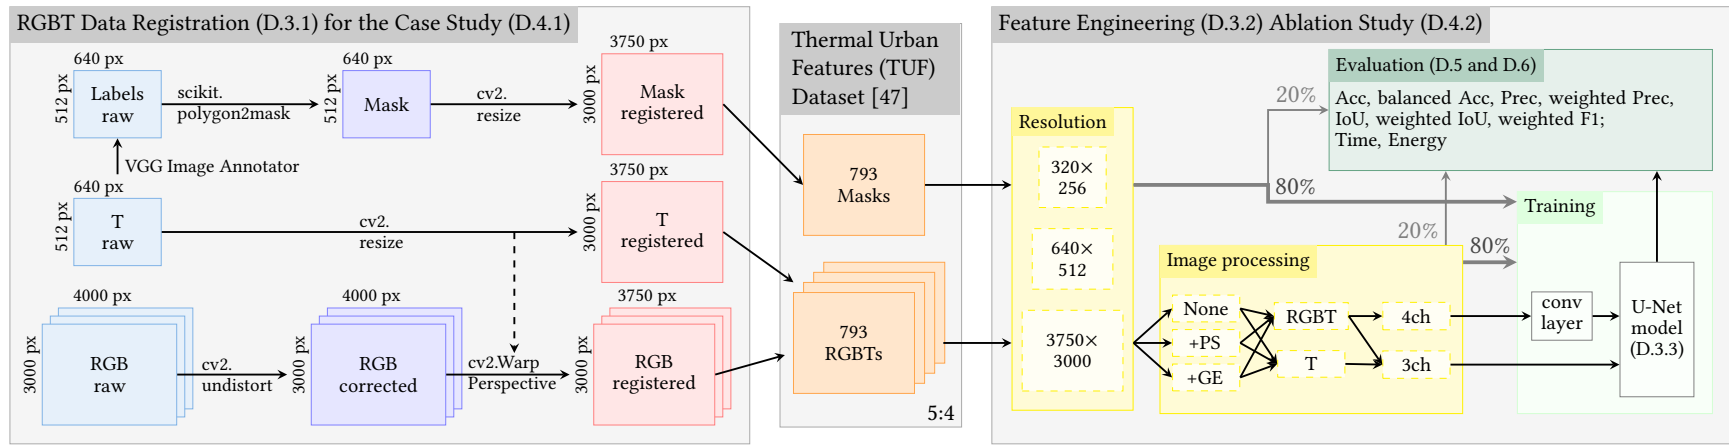 RGBT Data Registration (D.3.1) for the Case Study (D.4.1)
640 px
512 px
Labels
raw
scikit.
polygon2mask
640 px
512 px
Mask
cv2.
resize
3750 px
3000 px
Mask
registered
VGG Image Annotator
640 px
512 px
T
raw
cv2.
resize
3750 px
3000 px
T
registered
4000 px
3000 px
RGB
raw
cv2.
undistort
4000 px
3000 px
RGB
corrected
cv2.Warp
Perspective
3750 px
3000 px
RGB
registered
Thermal Urban
Features (TUF)
Dataset [47]
793
Masks
793
RGBTs
5:4
Feature Engineering (D.3.2) Ablation Study (D.4.2)
Resolution
320×
256
640×
512
3750×
3000
Image processing
None
+PS
+GE
RGBT
T
4ch
3ch
20%
80%
20%
80%
Evaluation (D.5 and D.6)
Acc, balanced Acc, Prec, weighted Prec,
IoU, weighted IoU, weighted F1;
Time, Energy
Training
conv
layer
U-Net
model
(D.3.3)